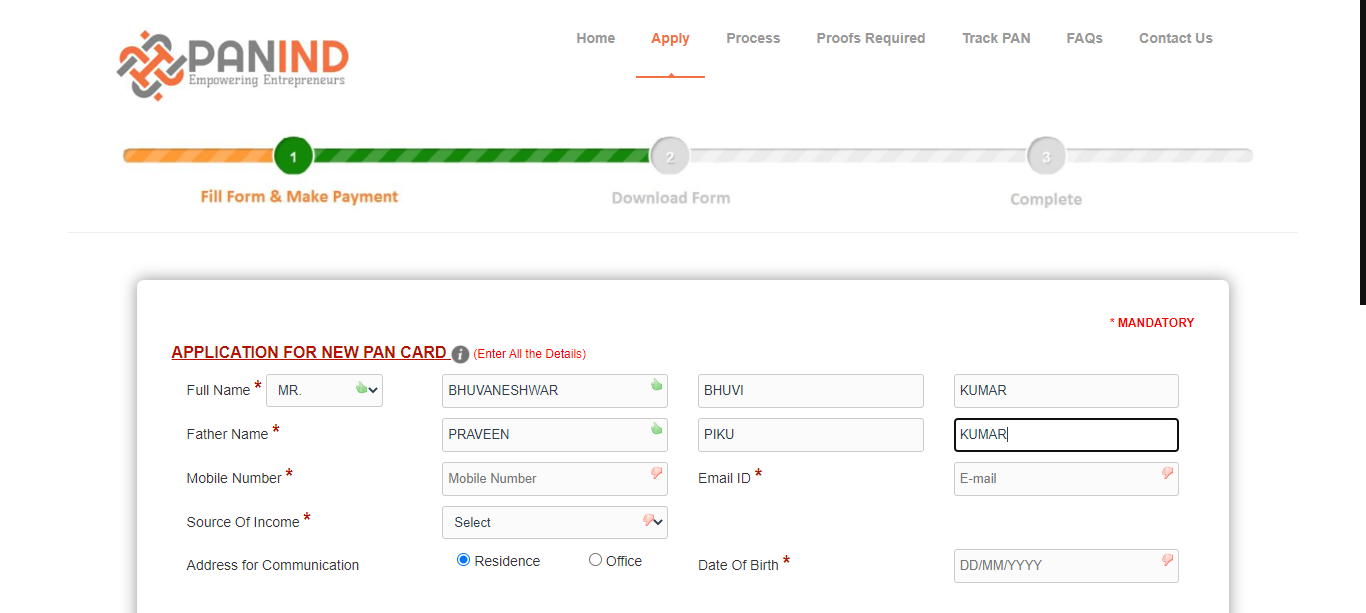 PANIND
Empowering Entrepreneurs
Home Apply Process Proofs Required Track PAN FAQs Contact Us
1 2 3
Fill Form & Make Payment Download Form Complete
* MANDATORY
APPLICATION FOR NEW PAN CARD i (Enter All the Details)
Full Name * MR. BHUVANESHWAR BHUVI KUMAR
Father Name * PRAVEEN PIKU KUMAR
Mobile Number * Mobile Number Email ID * E-mail
Source Of Income * Select
Address for Communication Residence Office Date Of Birth * DD/MM/YYYY